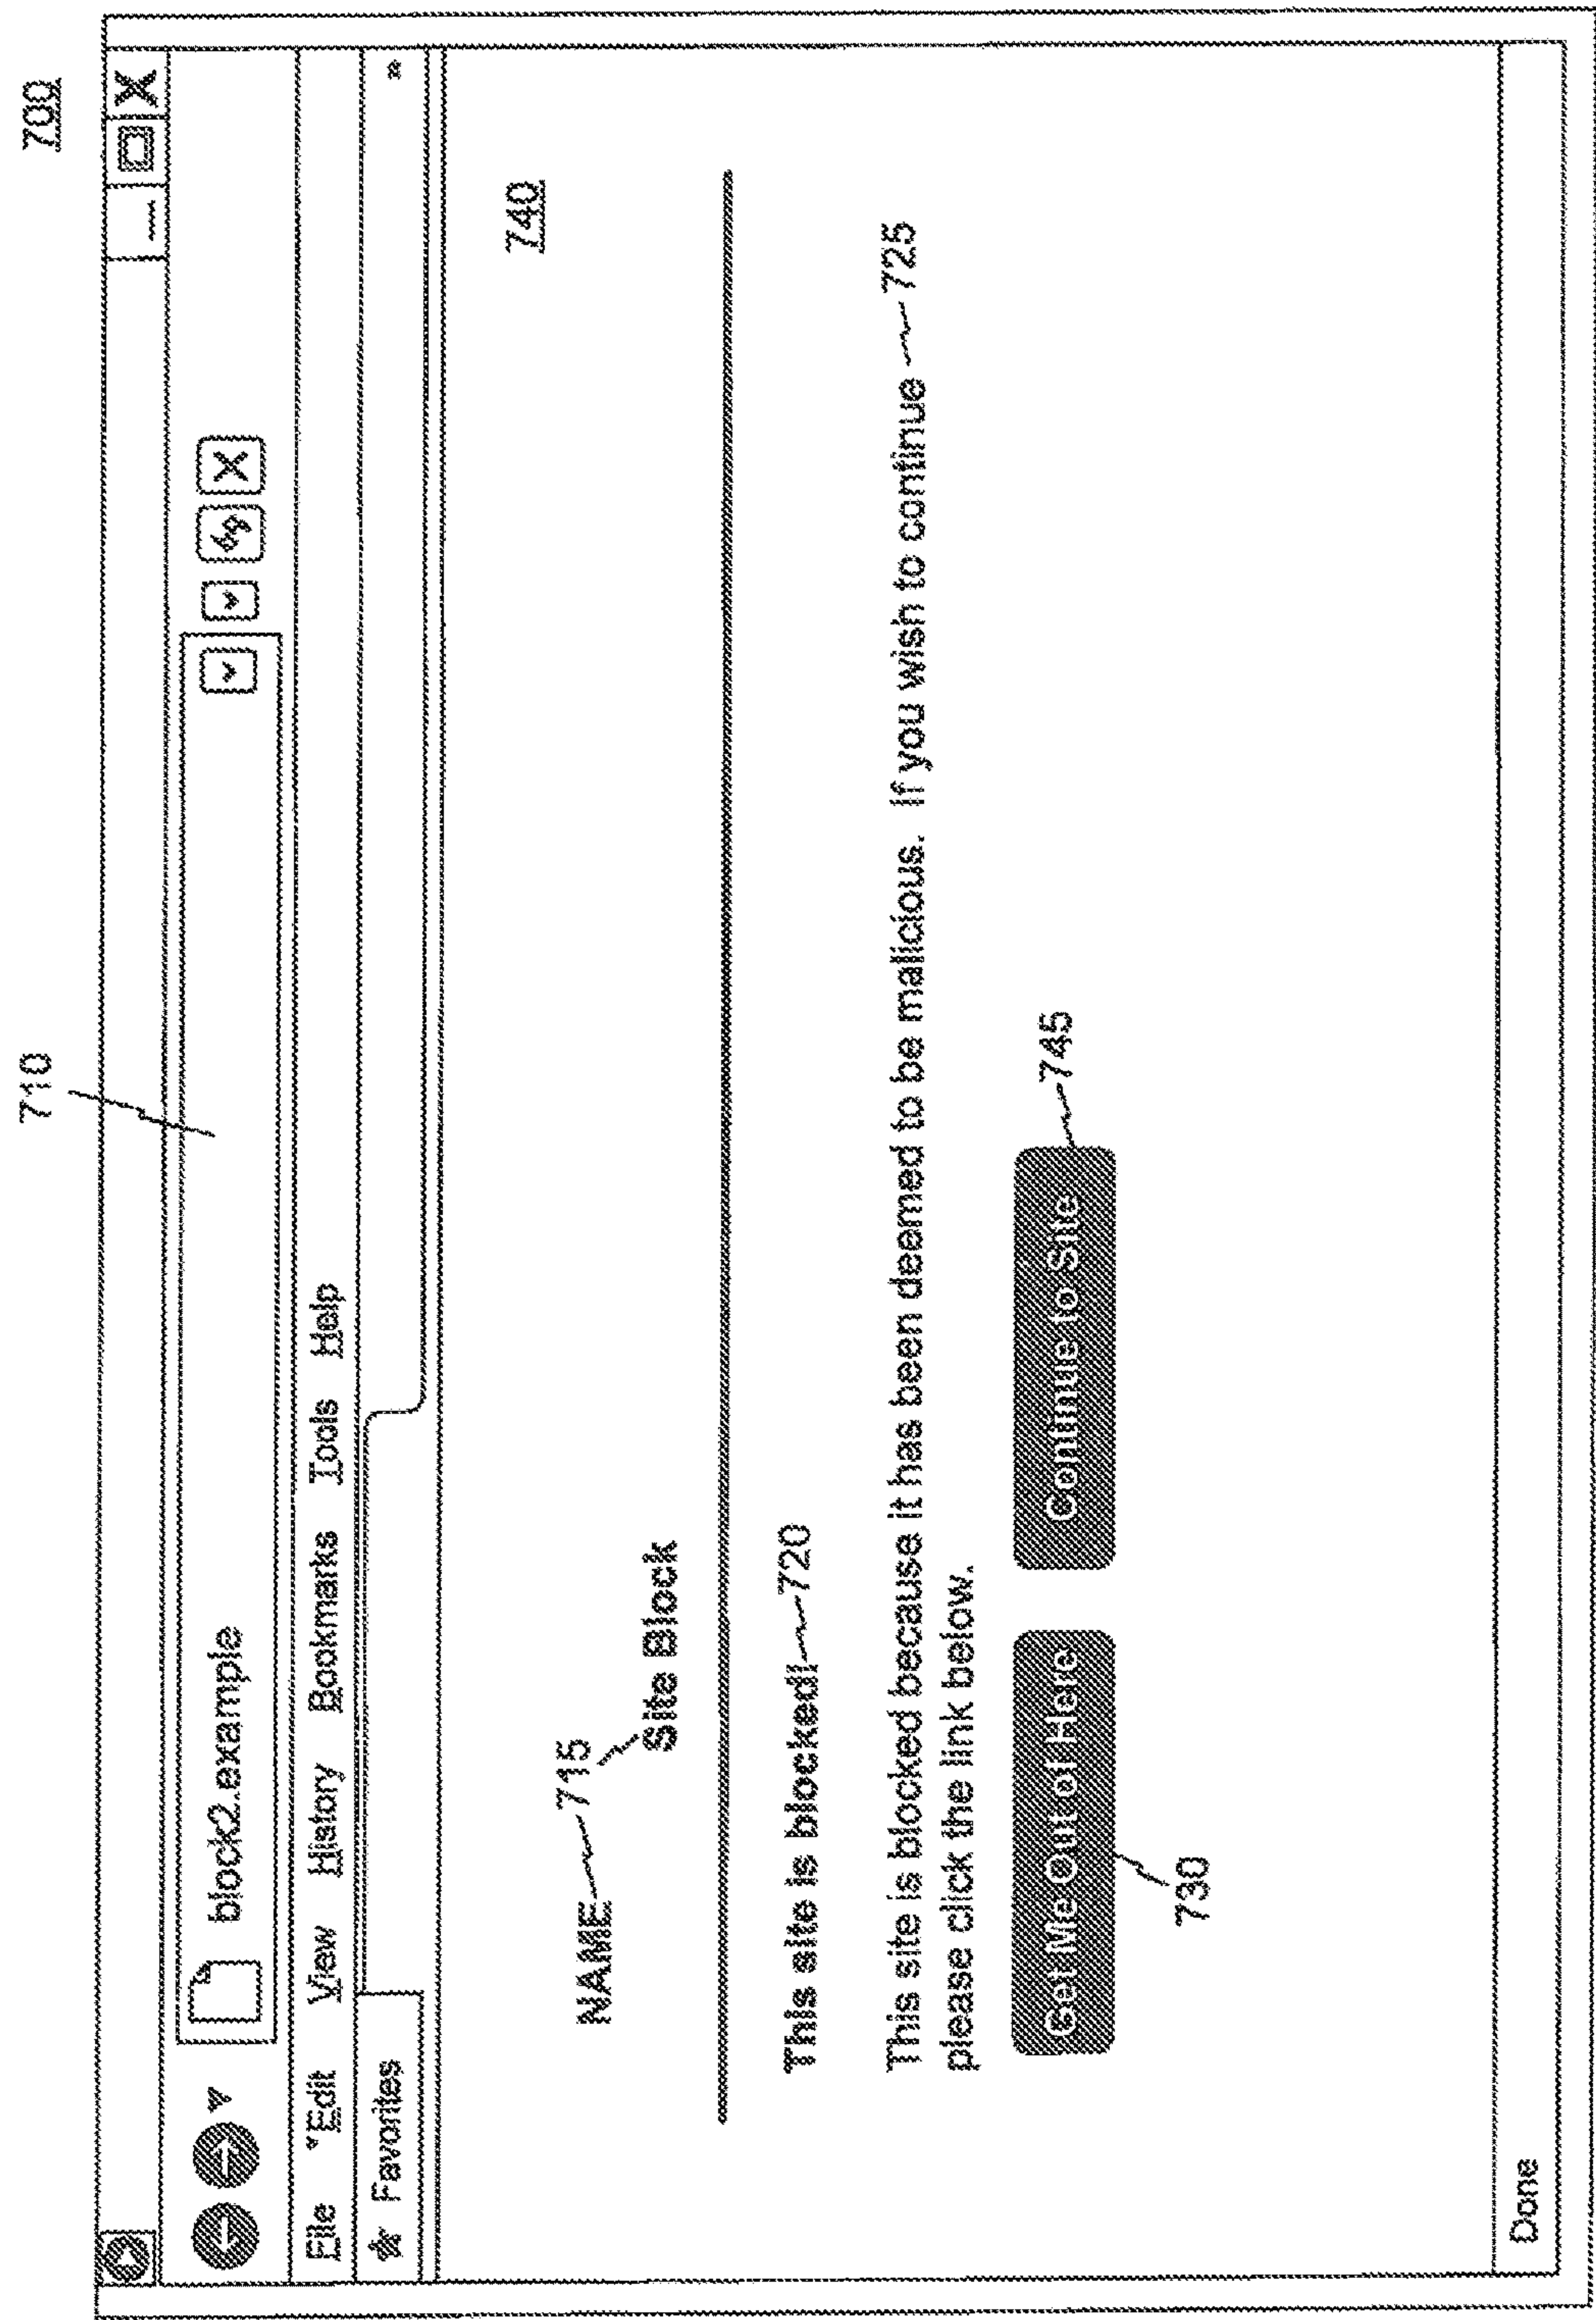 700
710
block2.example
File Edit View History Bookmarks Tools Help
Favorites »
740
NAME 715
Site Block
This site is blocked! 720
This site is blocked because it has been deemed to be malicious. If you wish to continue 725
please click the link below.
Get Me Out of Here Continue to Site 745
730
Done